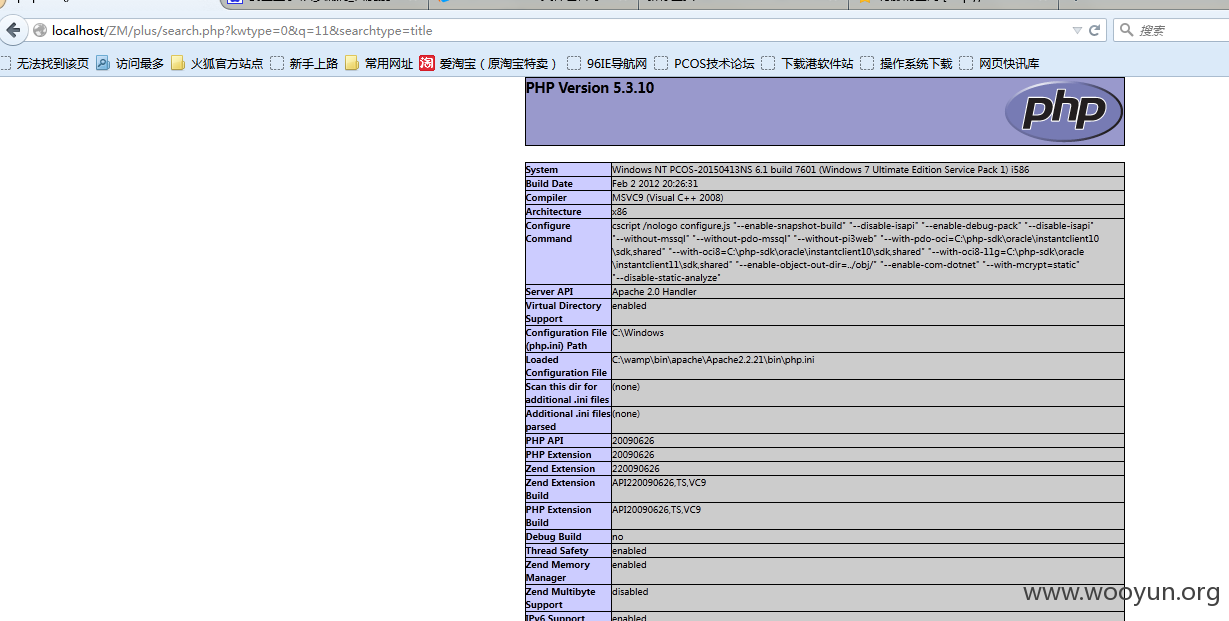 localhost/ZM/plus/search.php?kwtype=0&q=11&searchtype=title
搜索
无法找到该页 访问最多 火狐官方站点 新手上路 常用网址 爱淘宝（原淘宝特卖） 96IE导航网 PCOS技术论坛 下载港软件站 操作系统下载 网页快讯库
PHP Version 5.3.10
php
System Windows NT PCOS-20150413NS 6.1 build 7601 (Windows 7 Ultimate Edition Service Pack 1) i586
Build Date Feb 2 2012 20:26:31
Compiler MSVC9 (Visual C++ 2008)
Architecture x86
Configure Command cscript /nologo configure.js "--enable-snapshot-build" "--disable-isapi" "--enable-debug-pack" "--disable-isapi"
"--without-mssql" "--without-pdo-mssql" "--without-pi3web" "--with-pdo-oci=C:\php-sdk\oracle\instantclient10
\sdk,shared" "--with-oci8=C:\php-sdk\oracle\instantclient10\sdk,shared" "--with-oci8-11g=C:\php-sdk\oracle
\instantclient11\sdk,shared" "--enable-object-out-dir=../obj/" "--enable-com-dotnet" "--with-mcrypt=static"
"--disable-static-analyze"
Server API Apache 2.0 Handler
Virtual Directory Support enabled
Configuration File (php.ini) Path C:\Windows
Loaded Configuration File C:\wamp\bin\apache\Apache2.2.21\bin\php.ini
Scan this dir for additional .ini files (none)
Additional .ini files parsed (none)
PHP API 20090626
PHP Extension 20090626
Zend Extension 220090626
Zend Extension Build API220090626,TS,VC9
PHP Extension Build API20090626,TS,VC9
Debug Build no
Thread Safety enabled
Zend Memory Manager enabled
Zend Multibyte Support disabled
IPv6 Support enabled
www.wooyun.org